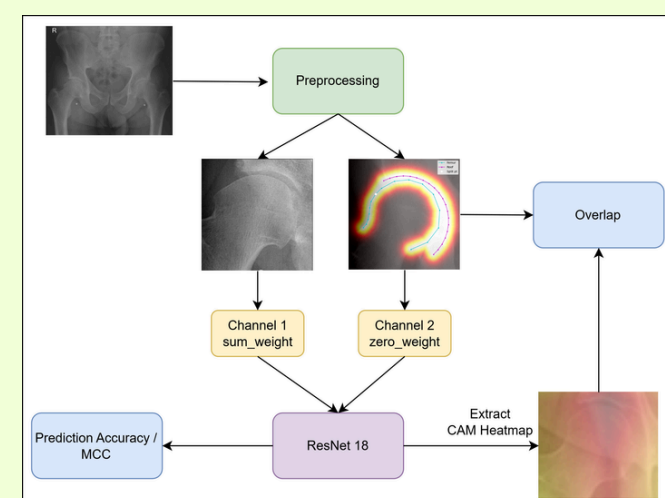 R
Preprocessing
Overlap
Channel 1
sum_weight
Channel 2
zero_weight
Extract
CAM Heatmap
Prediction Accuracy /
MCC
ResNet 18